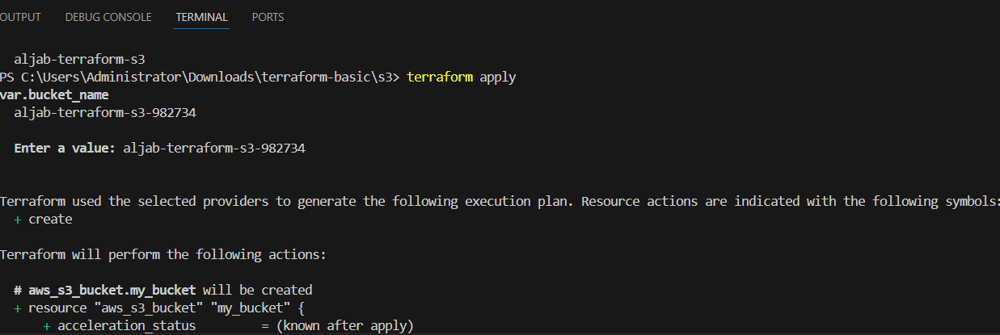 OUTPUT DEBUG CONSOLE TERMINAL PORTS
aljab-terraform-s3
PS C:\Users\Administrator\Downloads\terraform-basic\s3> terraform apply
var.bucket_name
aljab-terraform-s3-982734
Enter a value: aljab-terraform-s3-982734
Terraform used the selected providers to generate the following execution plan. Resource actions are indicated with the following symbols:
+ create
Terraform will perform the following actions:
# aws_s3_bucket.my_bucket will be created
+ resource "aws_s3_bucket" "my_bucket" {
+ acceleration_status = (known after apply)